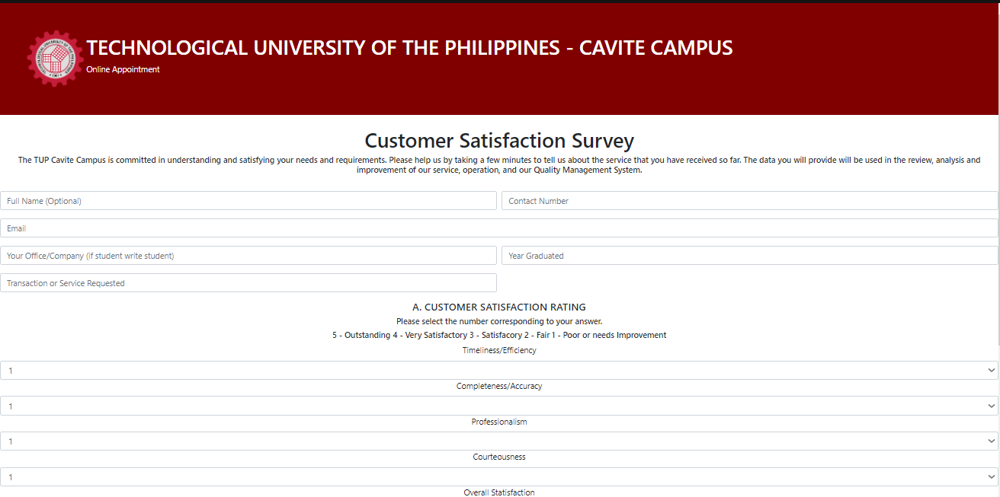 TECHNOLOGICAL UNIVERSITY OF THE PHILIPPINES - CAVITE CAMPUS
Online Appointment
Customer Satisfaction Survey
The TUP Cavite Campus is committed in understanding and satisfying your needs and requirements. Please help us by taking a few minutes to tell us about the service that you have received so far. The data you will provide will be used in the review, analysis and
improvement of our service, operation, and our Quality Management System.
Full Name (Optional)
Contact Number
Email
Your Office/Company (if student write student)
Year Graduated
Transaction or Service Requested
A. CUSTOMER SATISFACTION RATING
Please select the number corresponding to your answer.
5 - Outstanding 4 - Very Satisfactory 3 - Satisfacory 2 - Fair 1 - Poor or needs Improvement
Timeliness/Efficiency
1
Completeness/Accuracy
1
Professionalism
1
Courteousness
1
Overall Statisfaction